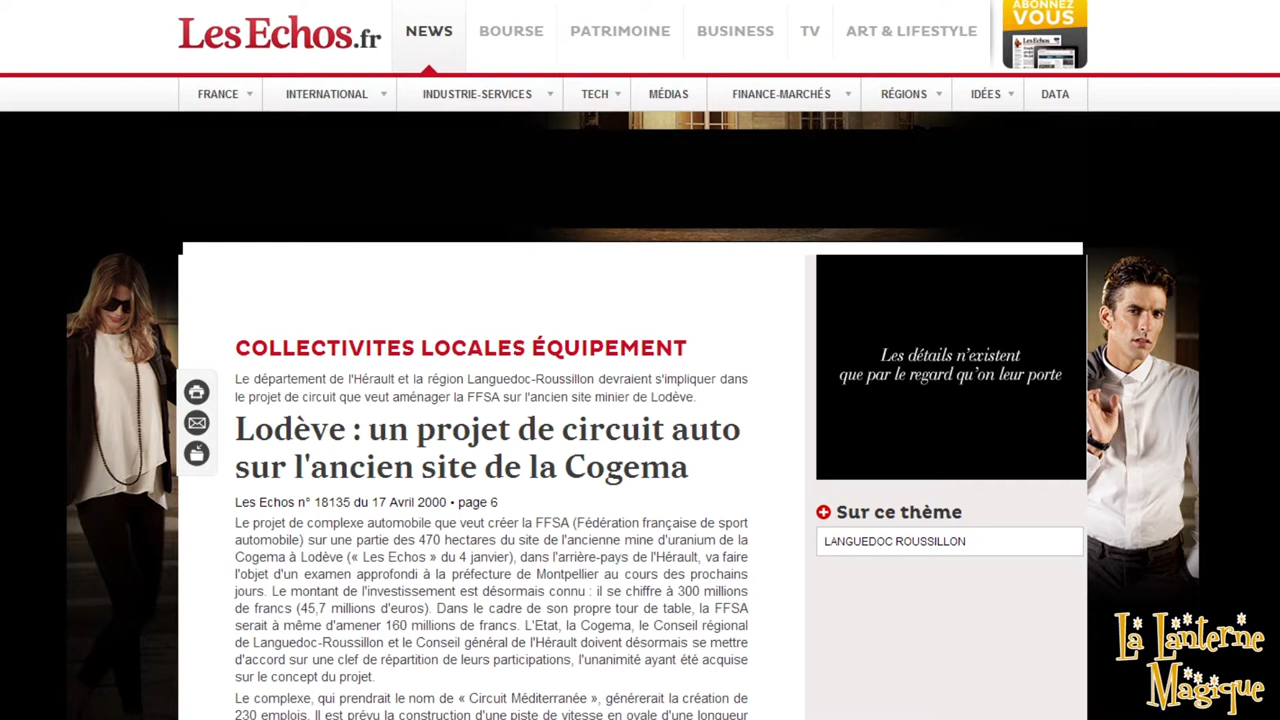 ABONNEZ
VOUS
LesEchos.fr
NEWS
BOURSE
PATRIMOINE
BUSINESS
TV
ART & LIFESTYLE
FRANCE
INTERNATIONAL
INDUSTRIE-SERVICES
TECH
MÉDIAS
FINANCE-MARCHÉS
RÉGIONS
IDÉES
DATA
COLLECTIVITES LOCALES ÉQUIPEMENT
Le département de l'Hérault et la région Languedoc-Roussillon devraient s'impliquer dans
le projet de circuit que veut aménager la FFSA sur l'ancien site minier de Lodève.
Lodève : un projet de circuit auto
sur l'ancien site de la Cogema
Les Echos n° 18135 du 17 Avril 2000 • page 6
Le projet de complexe automobile que veut créer la FFSA (Fédération française de sport
automobile) sur une partie des 470 hectares du site de l'ancienne mine d'uranium de la
Cogema à Lodève (« Les Echos » du 4 janvier), dans l'arrière-pays de l'Hérault, va faire
l'objet d'un examen approfondi à la préfecture de Montpellier au cours des prochains
jours. Le montant de l'investissement est désormais connu : il se chiffre à 300 millions
de francs (45,7 millions d'euros). Dans le cadre de son propre tour de table, la FFSA
serait à même d'amener 160 millions de francs. L'Etat, la Cogema, le Conseil régional
de Languedoc-Roussillon et le Conseil général de l'Hérault doivent désormais se mettre
d'accord sur une clef de répartition de leurs participations, l'unanimité ayant été acquise
sur le concept du projet.
Le complexe, qui prendrait le nom de « Circuit Méditerranée », générerait la création de
230 emplois. Il est prévu la construction d'une piste de vitesse en ovale d'une longueur
Les détails n'existent
que par le regard qu'on leur porte
Sur ce thème
LANGUEDOC ROUSSILLON
La Lanterne
Magique